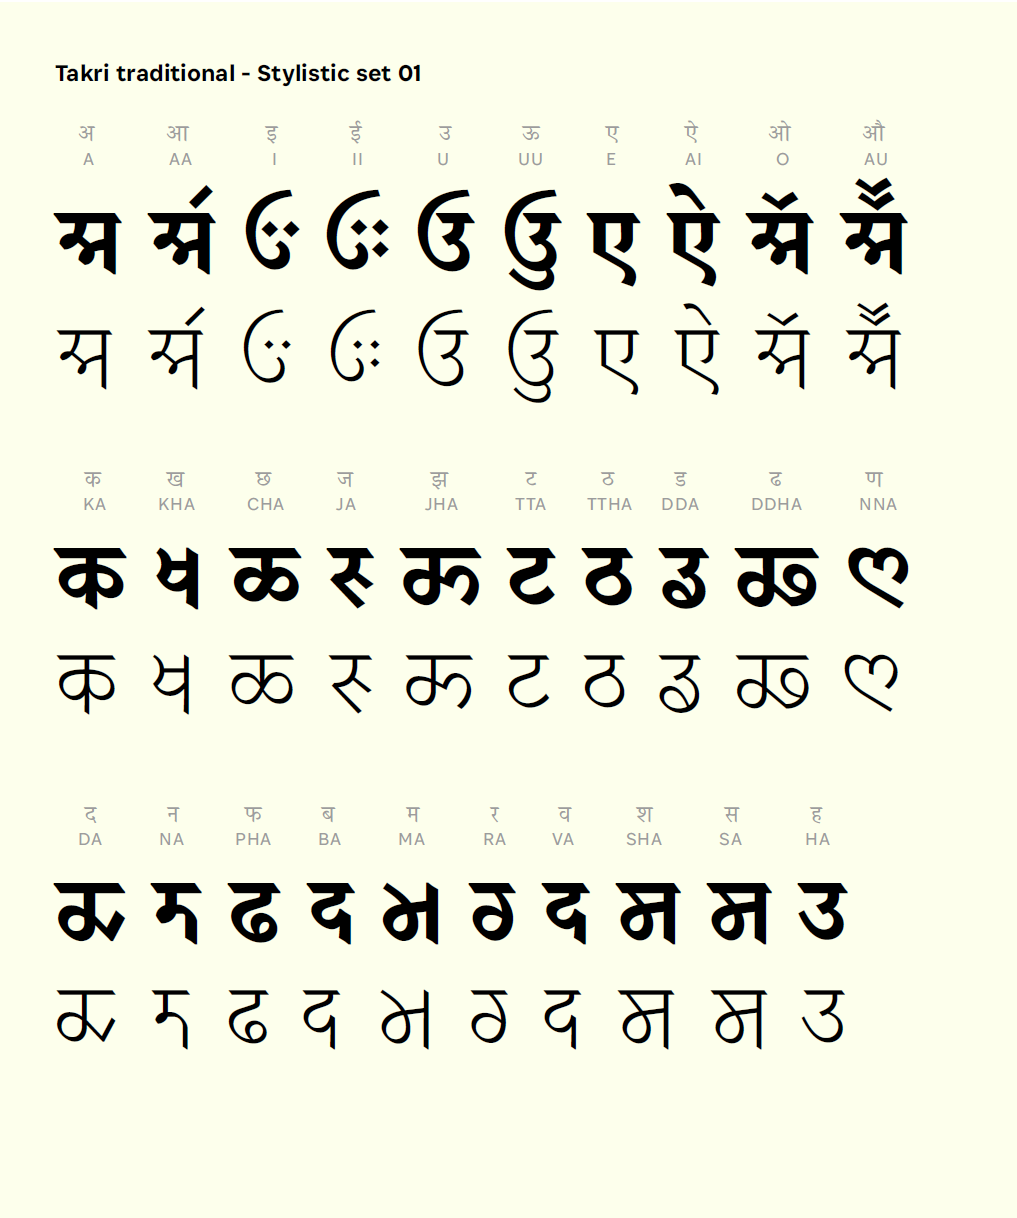 Takri traditional - Stylistic set 01
अ आ इ ई उ ऊ ए ऐ ओ औ
A AA I II U UU E AI O AU
𑚀 𑚁 𑚂 𑚃 𑚄 𑚅 𑚆 𑚇 𑚈 𑚉
𑚀 𑚁 𑚂 𑚃 𑚄 𑚅 𑚆 𑚇 𑚈 𑚉
क ख छ ज झ ट ठ ड ढ ण
KA KHA CHA JA JHA TTA TTHA DDA DDHA NNA
𑚊 𑚋 𑚐 𑚑 𑚒 𑚔 𑚕 𑚖 𑚗 𑚘
𑚊 𑚋 𑚐 𑚑 𑚒 𑚔 𑚕 𑚖 𑚗 𑚘
द न फ ब म र व श स ह
DA NA PHA BA MA RA VA SHA SA HA
𑚛 𑚝 𑚟 𑚠 𑚢 𑚤 𑚦 𑚧 𑚨 𑚩
𑚛 𑚝 𑚟 𑚠 𑚢 𑚤 𑚦 𑚧 𑚨 𑚩